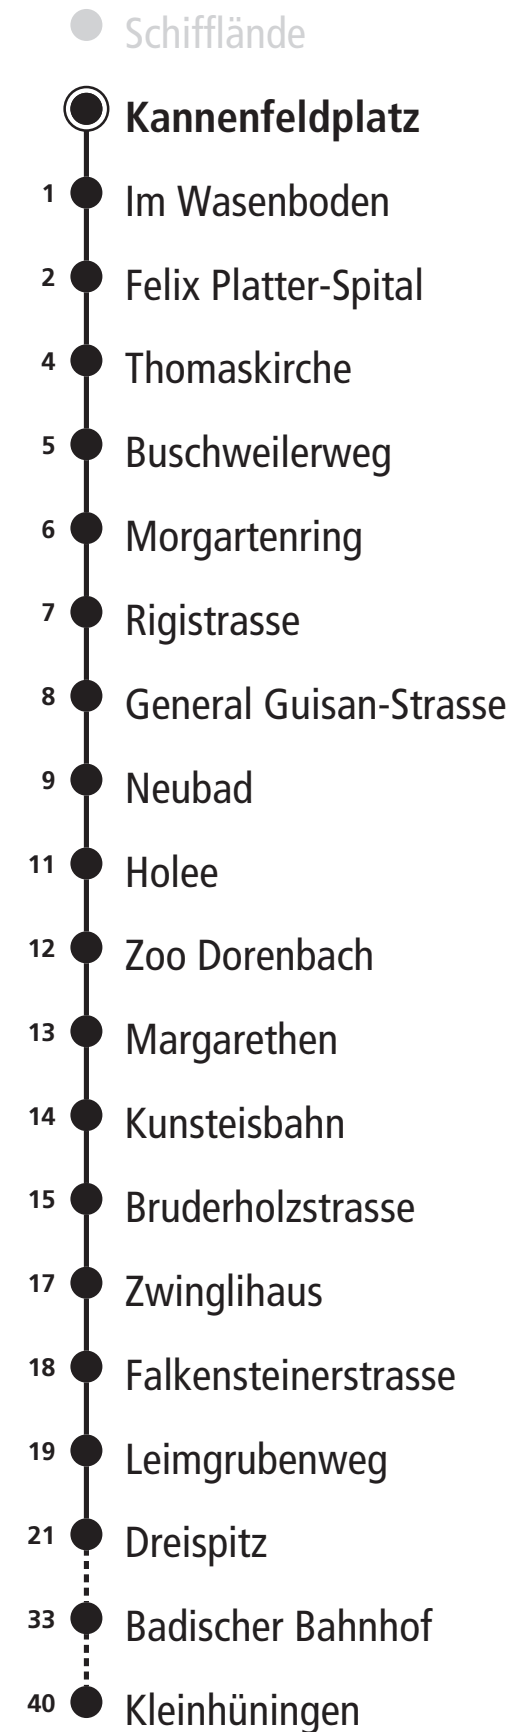 Schifflände
Kannenfeldplatz
1 Im Wasenboden
2 Felix Platter-Spital
4 Thomaskirche
5 Buschweilerweg
6 Morgartenring
7 Rigistrasse
8 General Guisan-Strasse
9 Neubad
11 Holee
12 Zoo Dorenbach
13 Margarethen
14 Kunsteisbahn
15 Bruderholzstrasse
17 Zwinglihaus
18 Falkensteinerstrasse
19 Leimgrubenweg
21 Dreispitz
33 Badischer Bahnhof
40 Kleinhüningen